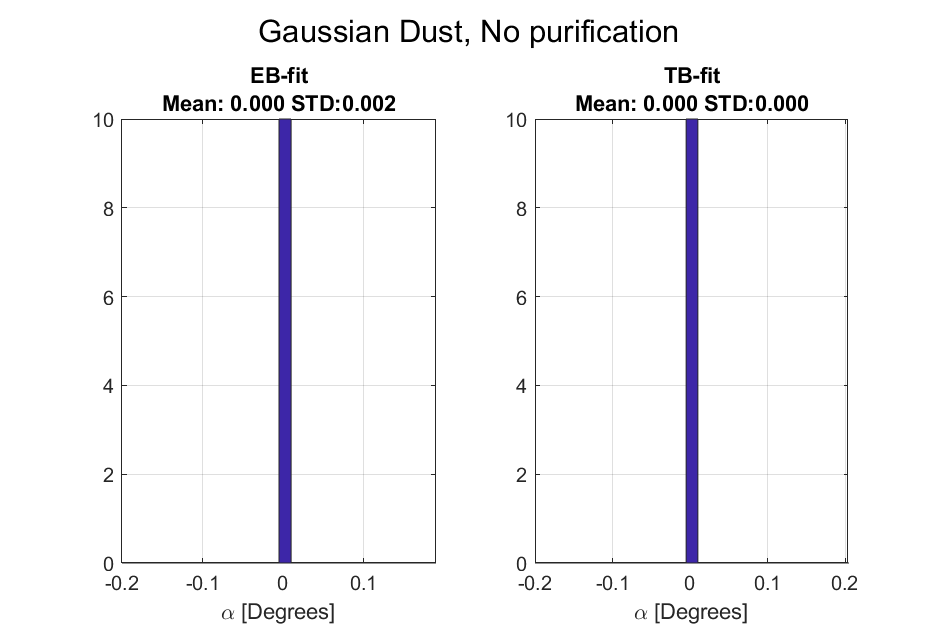 Gaussian Dust, No purification
EB-fit
Mean: 0.000 STD:0.002
10
8
6
4
2
0
-0.2 -0.1 0 0.1
α [Degrees]
TB-fit
Mean: 0.000 STD:0.000
10
8
6
4
2
0
-0.2 -0.1 0 0.1 0.2
α [Degrees]